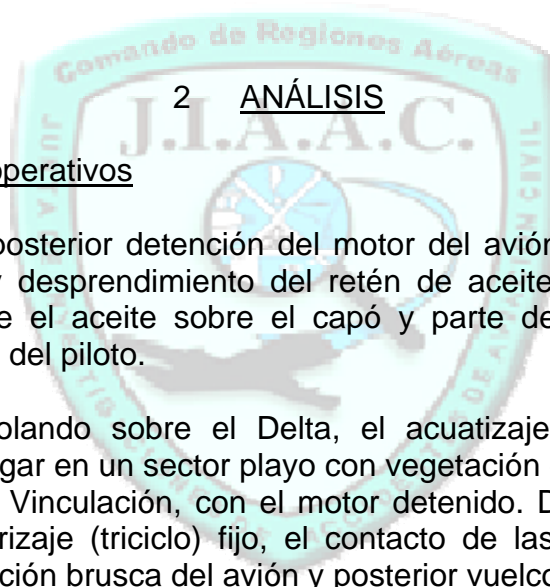 Comando de Regiones Aéreas
2 ANÁLISIS
J.I.A.A.C.
operativos
posterior detención del motor del avión
y desprendimiento del retén de aceite
e el aceite sobre el capó y parte de
del piloto.
olando sobre el Delta, el acuatizaje
gar en un sector playo con vegetación
Vinculación, con el motor detenido. D
rizaje (triciclo) fijo, el contacto de las
ción brusca del avión y posterior vuelco